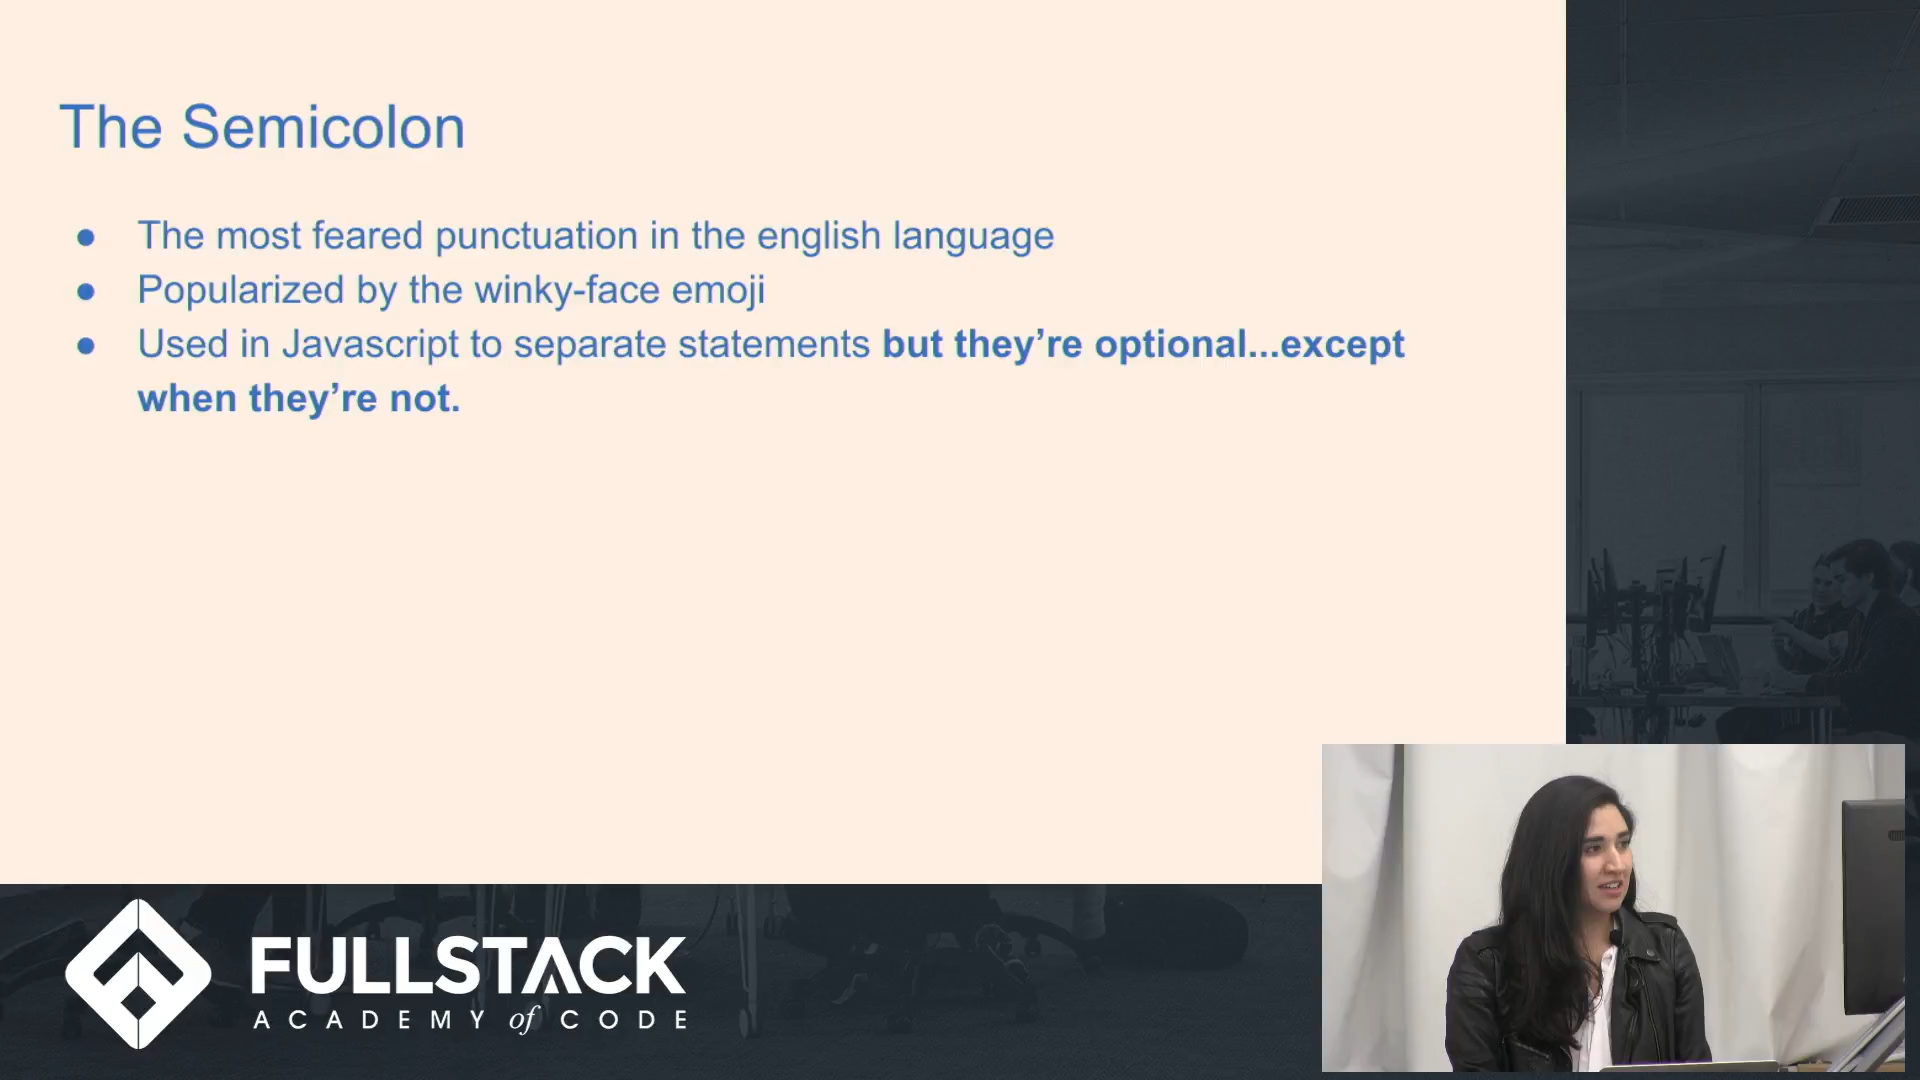 The Semicolon
● The most feared punctuation in the english language
● Popularized by the winky-face emoji
● Used in Javascript to separate statements but they’re optional...except
when they’re not.
FULLSTACK
ACADEMY of CODE